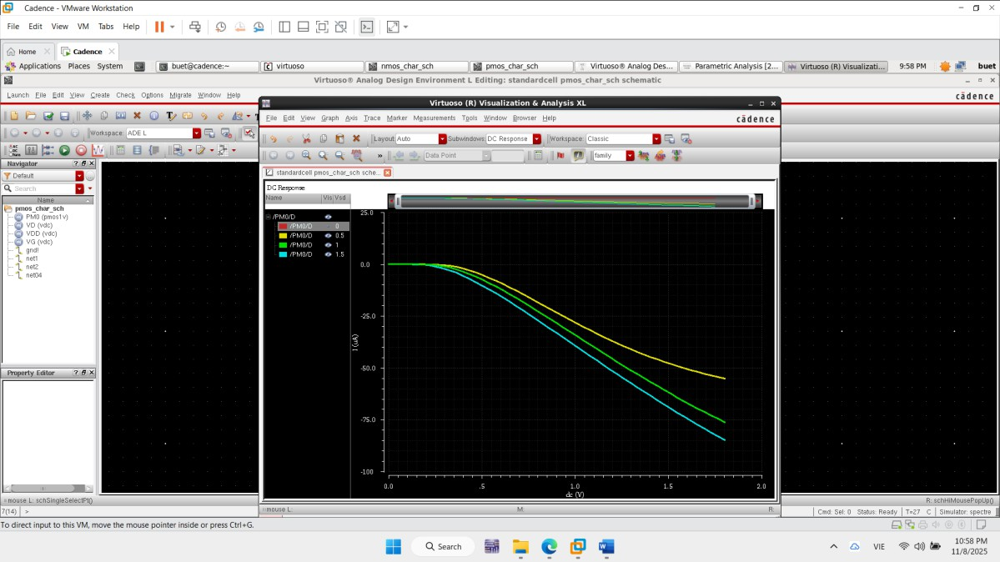 Cadence - VMware Workstation
File Edit View VM Tabs Help
Home Cadence
Applications Places System buet@cadence:~ virtuoso nmos_char_sch pmos_char_sch Virtuoso® Analog Des... Parametric Analysis [2... Virtuoso (R) Visualizati... 9:58 PM buet
Virtuoso® Analog Design Environment L Editing: standardcell pmos_char_sch schematic
Launch File Edit View Create Check Options Migrate Window Help
cādence
Workspace: ADE L
Navigator
Default
Search
Name
pmos_char_sch
PM0 (pmos1v)
VD (vdc)
VDD (vdc)
VG (vdc)
gnd!
net1
net2
net04
Property Editor
Virtuoso (R) Visualization & Analysis XL
File Edit View Graph Axis Trace Marker Measurements Tools Window Browser Help
cādence
Layout: Auto Subwindows: DC Response Workspace: Classic
» Data Point family
standardcell pmos_char_sch sche...
DC Response
Name Vis Vsd
/PM0/D
/PM0/D 0
/PM0/D 0.5
/PM0/D 1
/PM0/D 1.5
25.0
0.0
-25.0
-50.0
-75.0
-100
I (uA)
0.0 .5 1.0 1.5 2.0
dc (V)
mouse L: M: R:
mouse L: schSingleSelectPt() R: schHiMousePopUp()
7(14) > Cmd: Sel: 0 Status: Ready T=27 C Simulator: spectre
To direct input to this VM, move the mouse pointer inside or press Ctrl+G.
Search
VIE
10:58 PM
11/8/2025